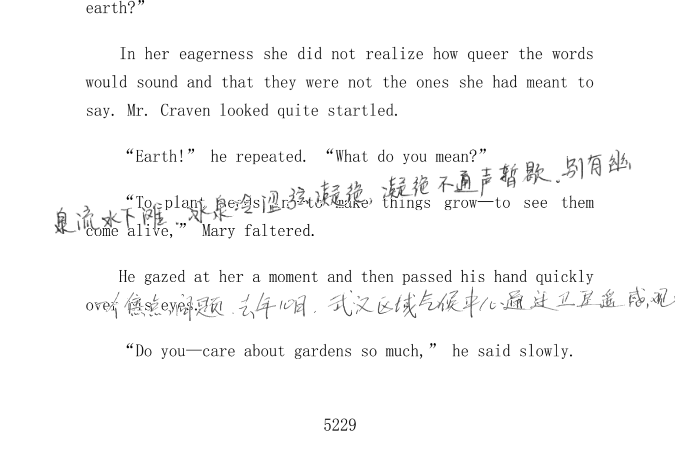 earth?”
In her eagerness she did not realize how queer the words
would sound and that they were not the ones she had meant to
say. Mr. Craven looked quite startled.
“Earth!” he repeated. “What do you mean?”
“To plant seeds in—to make things grow—to see them
泉流水下滩.冰泉冷涩弦凝绝,凝绝不通声暂歇.别有幽
come alive,” Mary faltered.
He gazed at her a moment and then passed his hand quickly
over his eyes.
个焦点问题.去年10月,武汉区域气候中心通过卫星遥感,观
“Do you—care about gardens so much,” he said slowly.
5229